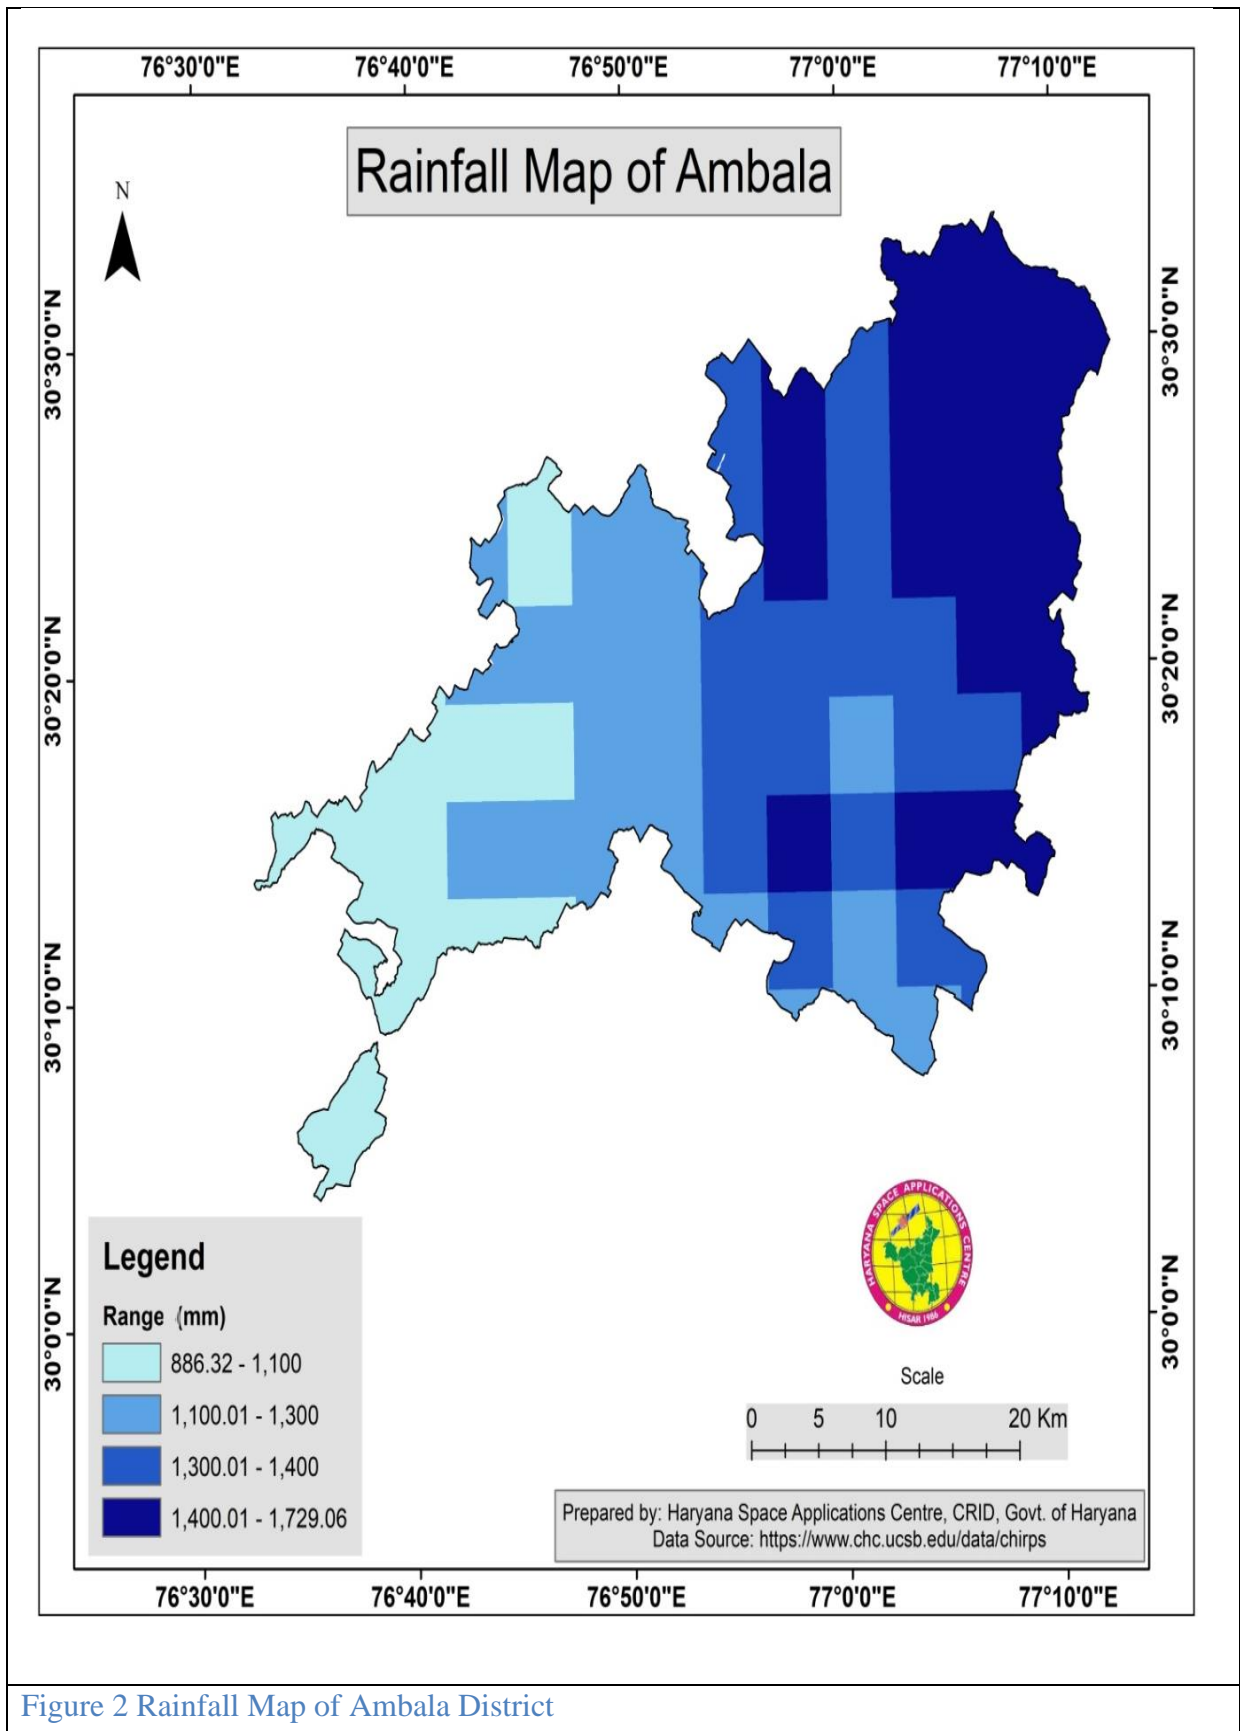 76°30'0"E 76°40'0"E 76°50'0"E 77°0'0"E 77°10'0"E
Rainfall Map of Ambala
N
30°30'0"N
30°20'0"N
30°10'0"N
30°0'0"N
30°30'0"N
30°20'0"N
30°10'0"N
30°0'0"N
HARYANA SPACE APPLICATIONS CENTRE
HISAR 1986
Legend
Range (mm)
886.32 - 1,100
1,100.01 - 1,300
1,300.01 - 1,400
1,400.01 - 1,729.06
Scale
0 5 10 20 Km
Prepared by: Haryana Space Applications Centre, CRID, Govt. of Haryana
Data Source: https://www.chc.ucsb.edu/data/chirps
76°30'0"E 76°40'0"E 76°50'0"E 77°0'0"E 77°10'0"E
Figure 2 Rainfall Map of Ambala District